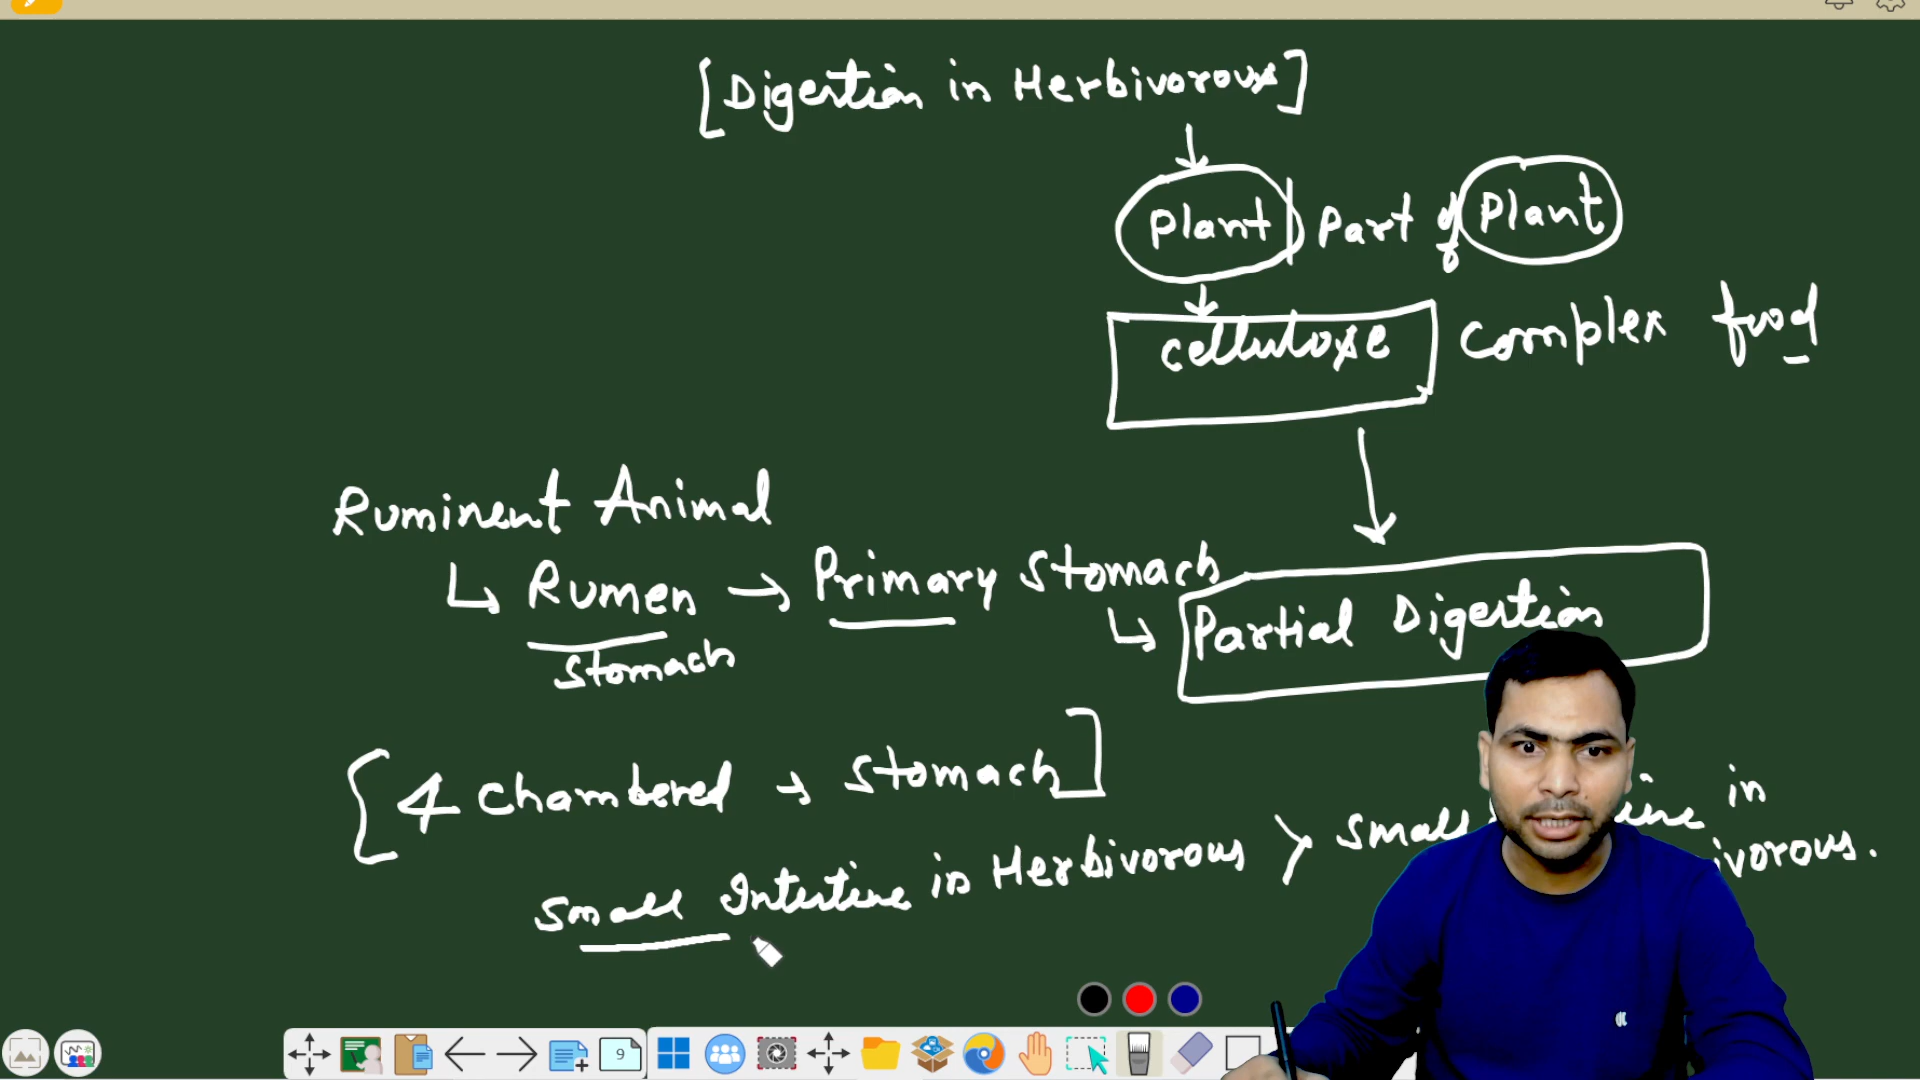 [Digestion in Herbivorous]
Plant | Part of Plant
cellulose complex food
Ruminent Animal
↳ Rumen → Primary Stomach
stomach
↳ Partial Digestion
[4 chambered → stomach]
small Intestine in Herbivorous > small in
9